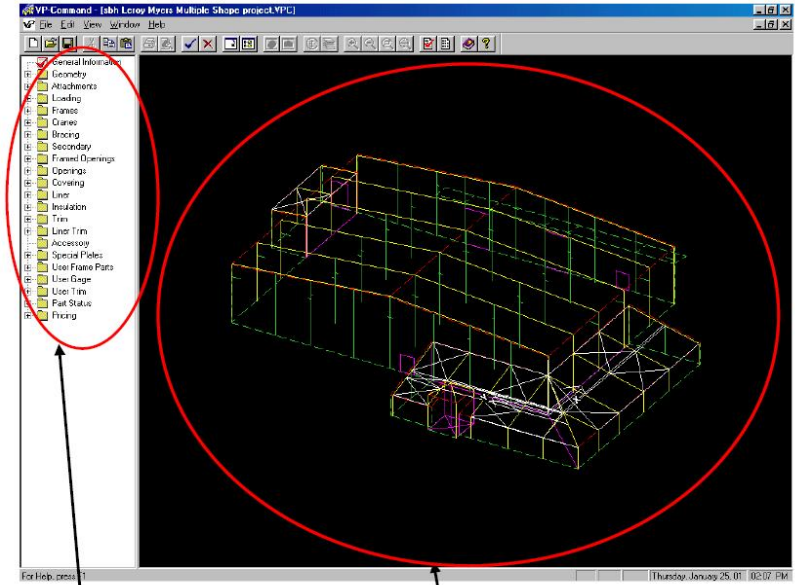 VP-Command - [sbh Leroy Myers Multiple Shape project.VPC]
File Edit View Window Help
General Information
Geometry
Attachments
Loading
Frames
Cranes
Bracing
Secondary
Framed Openings
Openings
Covering
Liner
Insulation
Trim
Liner Trim
Accessory
Special Plates
User Frame Parts
User Gage
User Trim
Part Status
Pricing
For Help, press F1
Thursday, January 25, 01 02:07 PM